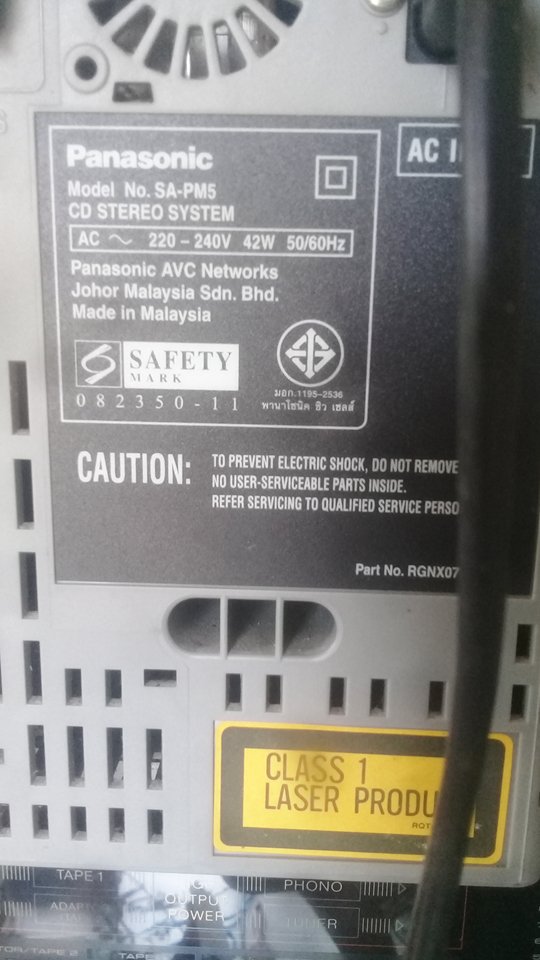 Panasonic
Model No. SA-PM5
CD STEREO SYSTEM
AC ~ 220 – 240V 42W 50/60Hz
Panasonic AVC Networks
Johor Malaysia Sdn. Bhd.
Made in Malaysia
SAFETY
MARK
082350-11
มอก.1195-2536
พานาโซนิค ซิว เซลส์
AC I
CAUTION:
TO PREVENT ELECTRIC SHOCK, DO NOT REMOVE
NO USER-SERVICEABLE PARTS INSIDE.
REFER SERVICING TO QUALIFIED SERVICE PERSO
Part No. RGNX07
CLASS 1
LASER PRODU
RQT
TAPE 1
PHONO
OUTPUT
POWER
TUNER
TAPE 2